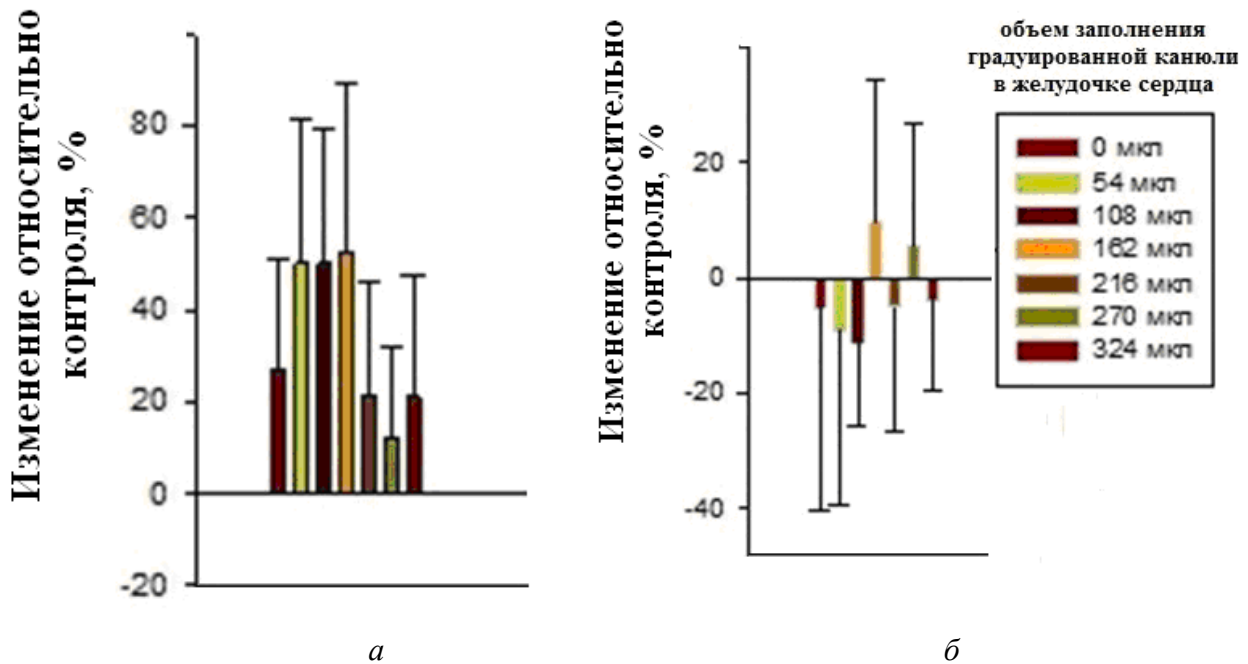 Изменение относительно
контроля, %
80
60
40
20
0
-20
а
Изменение относительно
контроля, %
20
0
-20
-40
б
объем заполнения
градуированной канюли
в желудочке сердца
0 мкл
54 мкл
108 мкл
162 мкл
216 мкл
270 мкл
324 мкл